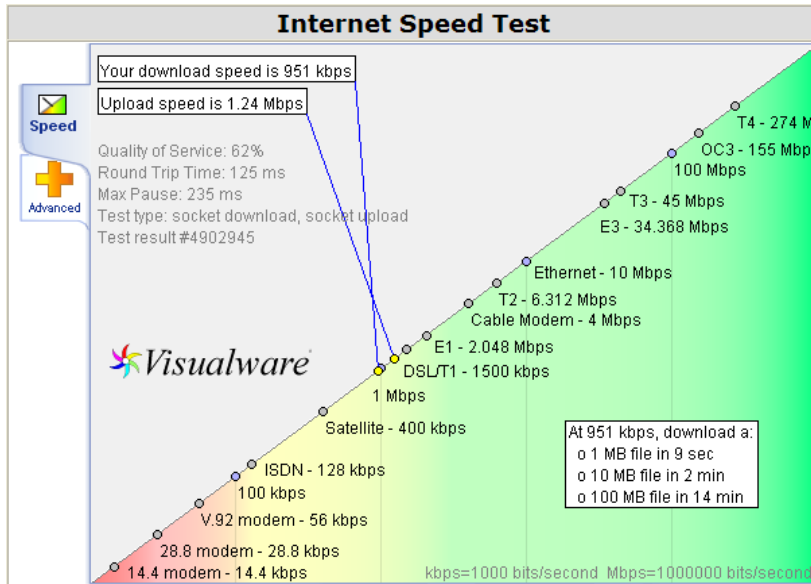 Internet Speed Test
Your download speed is 951 kbps
Upload speed is 1.24 Mbps
Speed
Advanced
Quality of Service: 62%
Round Trip Time: 125 ms
Max Pause: 235 ms
Test type: socket download, socket upload
Test result #4902945
T4 - 274 M
OC3 - 155 Mbp
100 Mbps
T3 - 45 Mbps
E3 - 34.368 Mbps
Ethernet - 10 Mbps
T2 - 6.312 Mbps
Cable Modem - 4 Mbps
E1 - 2.048 Mbps
DSL/T1 - 1500 kbps
1 Mbps
Visualware
Satellite - 400 kbps
ISDN - 128 kbps
100 kbps
V.92 modem - 56 kbps
28.8 modem - 28.8 kbps
14.4 modem - 14.4 kbps
At 951 kbps, download a:
o 1 MB file in 9 sec
o 10 MB file in 2 min
o 100 MB file in 14 min
kbps=1000 bits/second Mbps=1000000 bits/second